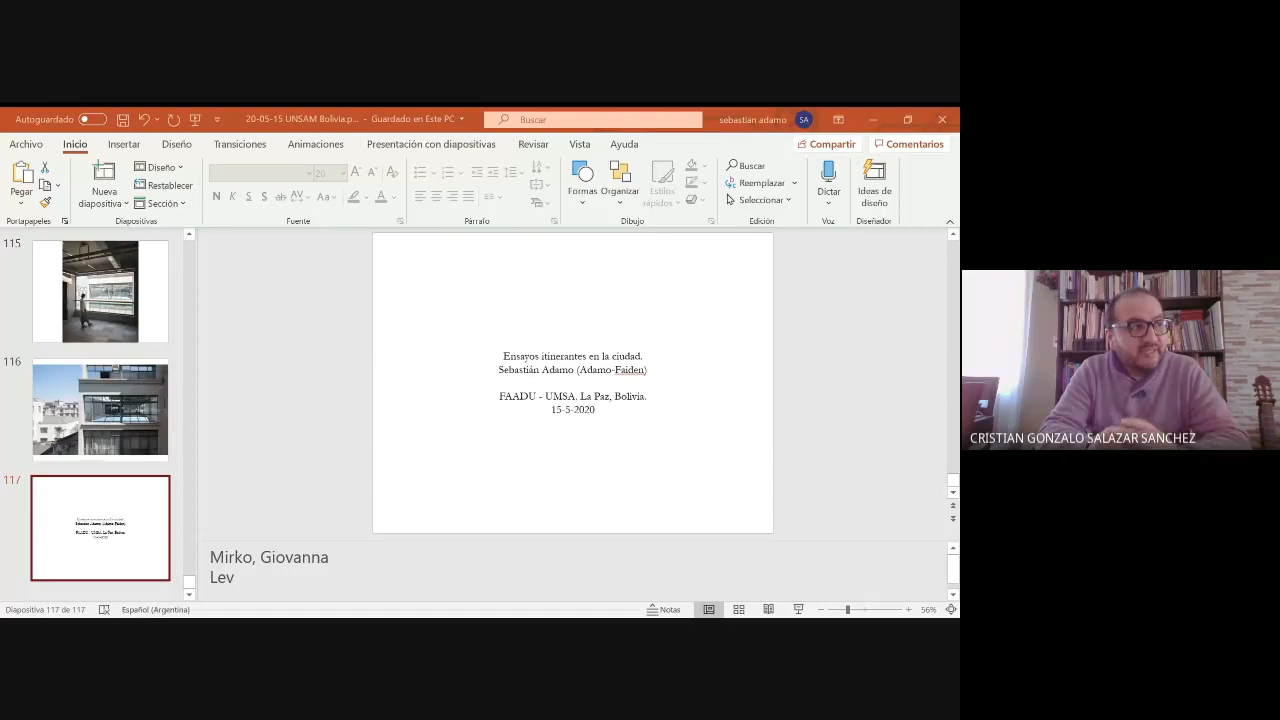 Autoguardado
20-05-15 UNSAM Bolivia.p... - Guardado en Este PC
Buscar
sebastian adamo
SA
Archivo
Inicio
Insertar
Diseño
Transiciones
Animaciones
Presentación con diapositivas
Revisar
Vista
Ayuda
Compartir
Comentarios
Pegar
Nueva
diapositiva
Diseño
Restablecer
Sección
20
N K S S ab AV Aa A
Formas
Organizar
Estilos
rápidos
Buscar
Reemplazar
Seleccionar
Dictar
Ideas de
diseño
Portapapeles
Diapositivas
Fuente
Párrafo
Dibujo
Edición
Voz
Diseñador
115
116
117
Ensayos itinerantes en la ciudad.
Sebastián Adamo (Adamo-Faiden)
FAADU - UMSA. La Paz, Bolivia.
15-5-2020
Mirko, Giovanna
Lev
Diapositiva 117 de 117
Español (Argentina)
Notas
56%
CRISTIAN GONZALO SALAZAR SANCHEZ